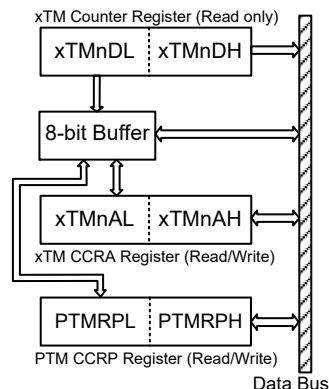 xTM Counter Register (Read only)
xTMnDL xTMnDH
8-bit Buffer
xTMnAL xTMnAH
xTM CCRA Register (Read/Write)
PTMRPL PTMRPH
PTM CCRP Register (Read/Write)
Data Bus